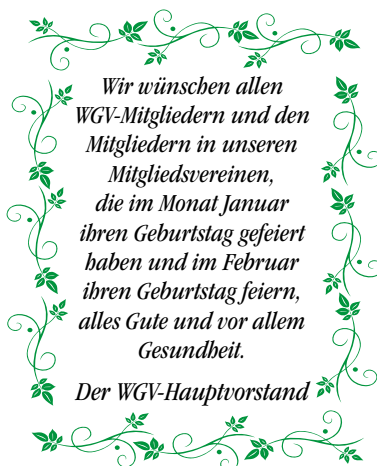 Wir wünschen allen
WGV-Mitgliedern und den
Mitgliedern in unseren
Mitgliedsvereinen,
die im Monat Januar
ihren Geburtstag gefeiert
haben und im Februar
ihren Geburtstag feiern,
alles Gute und vor allem
Gesundheit.
Der WGV-Hauptvorstand